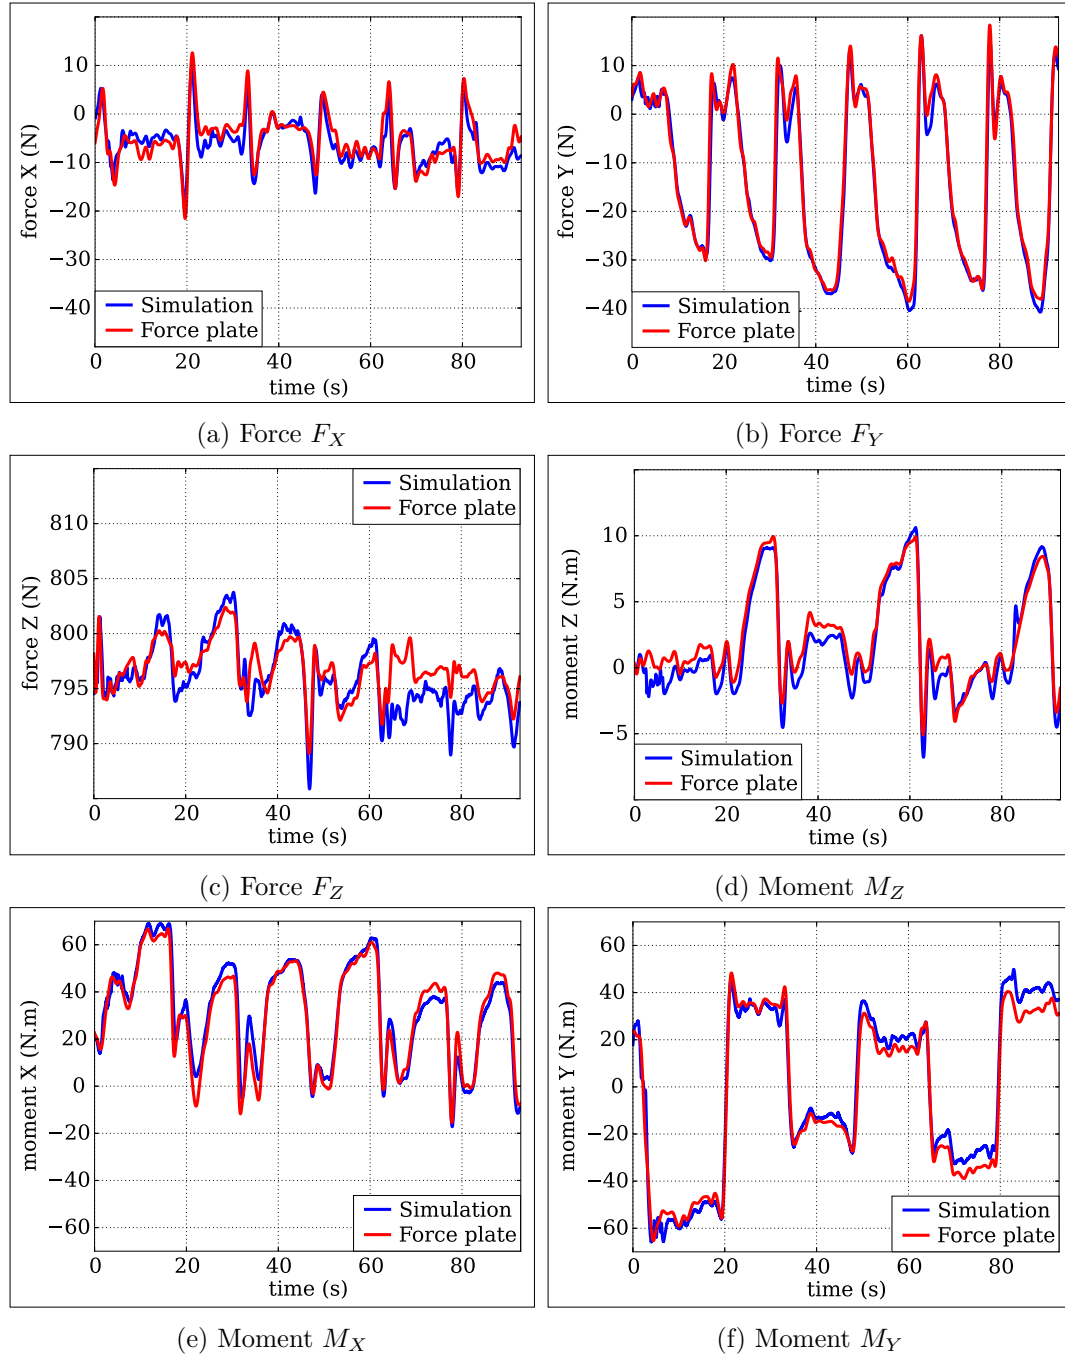 10
0
−10
−20
−30
−40
force X (N)
Simulation
Force plate
0 20 40 60 80
time (s)
(a) Force F_X
10
0
−10
−20
−30
−40
force Y (N)
Simulation
Force plate
0 20 40 60 80
time (s)
(b) Force F_Y
810
805
800
795
790
force Z (N)
Simulation
Force plate
0 20 40 60 80
time (s)
(c) Force F_Z
10
5
0
−5
moment Z (N.m)
Simulation
Force plate
0 20 40 60 80
time (s)
(d) Moment M_Z
60
40
20
0
−20
−40
−60
moment X (N.m)
Simulation
Force plate
0 20 40 60 80
time (s)
(e) Moment M_X
60
40
20
0
−20
−40
−60
moment Y (N.m)
Simulation
Force plate
0 20 40 60 80
time (s)
(f) Moment M_Y